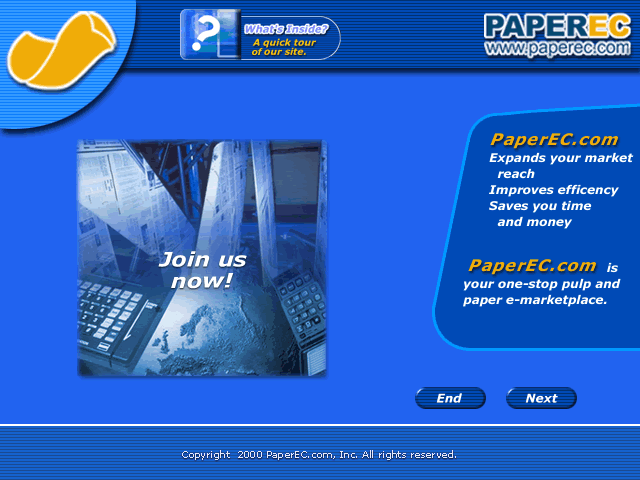 What's Inside?
A quick tour
of our site.
PAPEREC
www.paperec.com
PaperEC.com
Expands your market
reach
Improves efficency
Saves you time
and money
Join us
now!
PaperEC.com is
your one-stop pulp and
paper e-marketplace.
End
Next
Copyright 2000 PaperEC.com, Inc. All rights reserved.